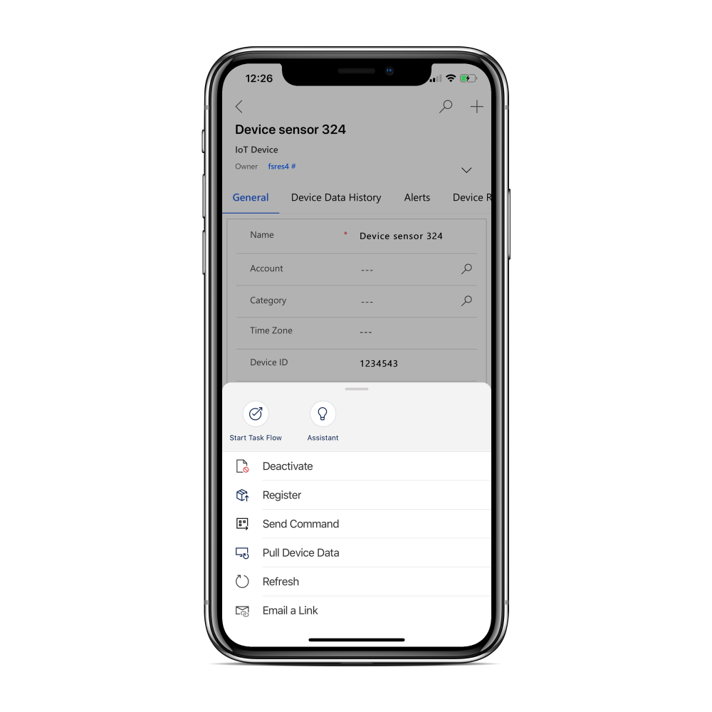 12:26
Device sensor 324
IoT Device
Owner fsres4 #
General Device Data History Alerts Device R
Name * Device sensor 324
Account ---
Category ---
Time Zone ---
Device ID 1234543
Start Task Flow Assistant
Deactivate
Register
Send Command
Pull Device Data
Refresh
Email a Link